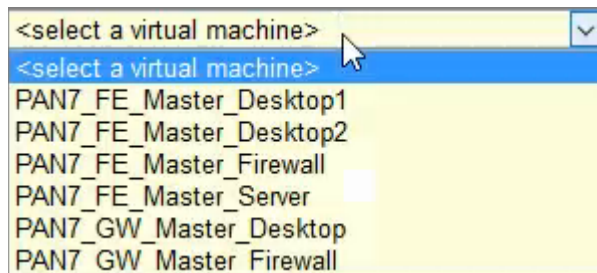 <select a virtual machine>
<select a virtual machine>
PAN7_FE_Master_Desktop1
PAN7_FE_Master_Desktop2
PAN7_FE_Master_Firewall
PAN7_FE_Master_Server
PAN7_GW_Master_Desktop
PAN7_GW_Master_Firewall